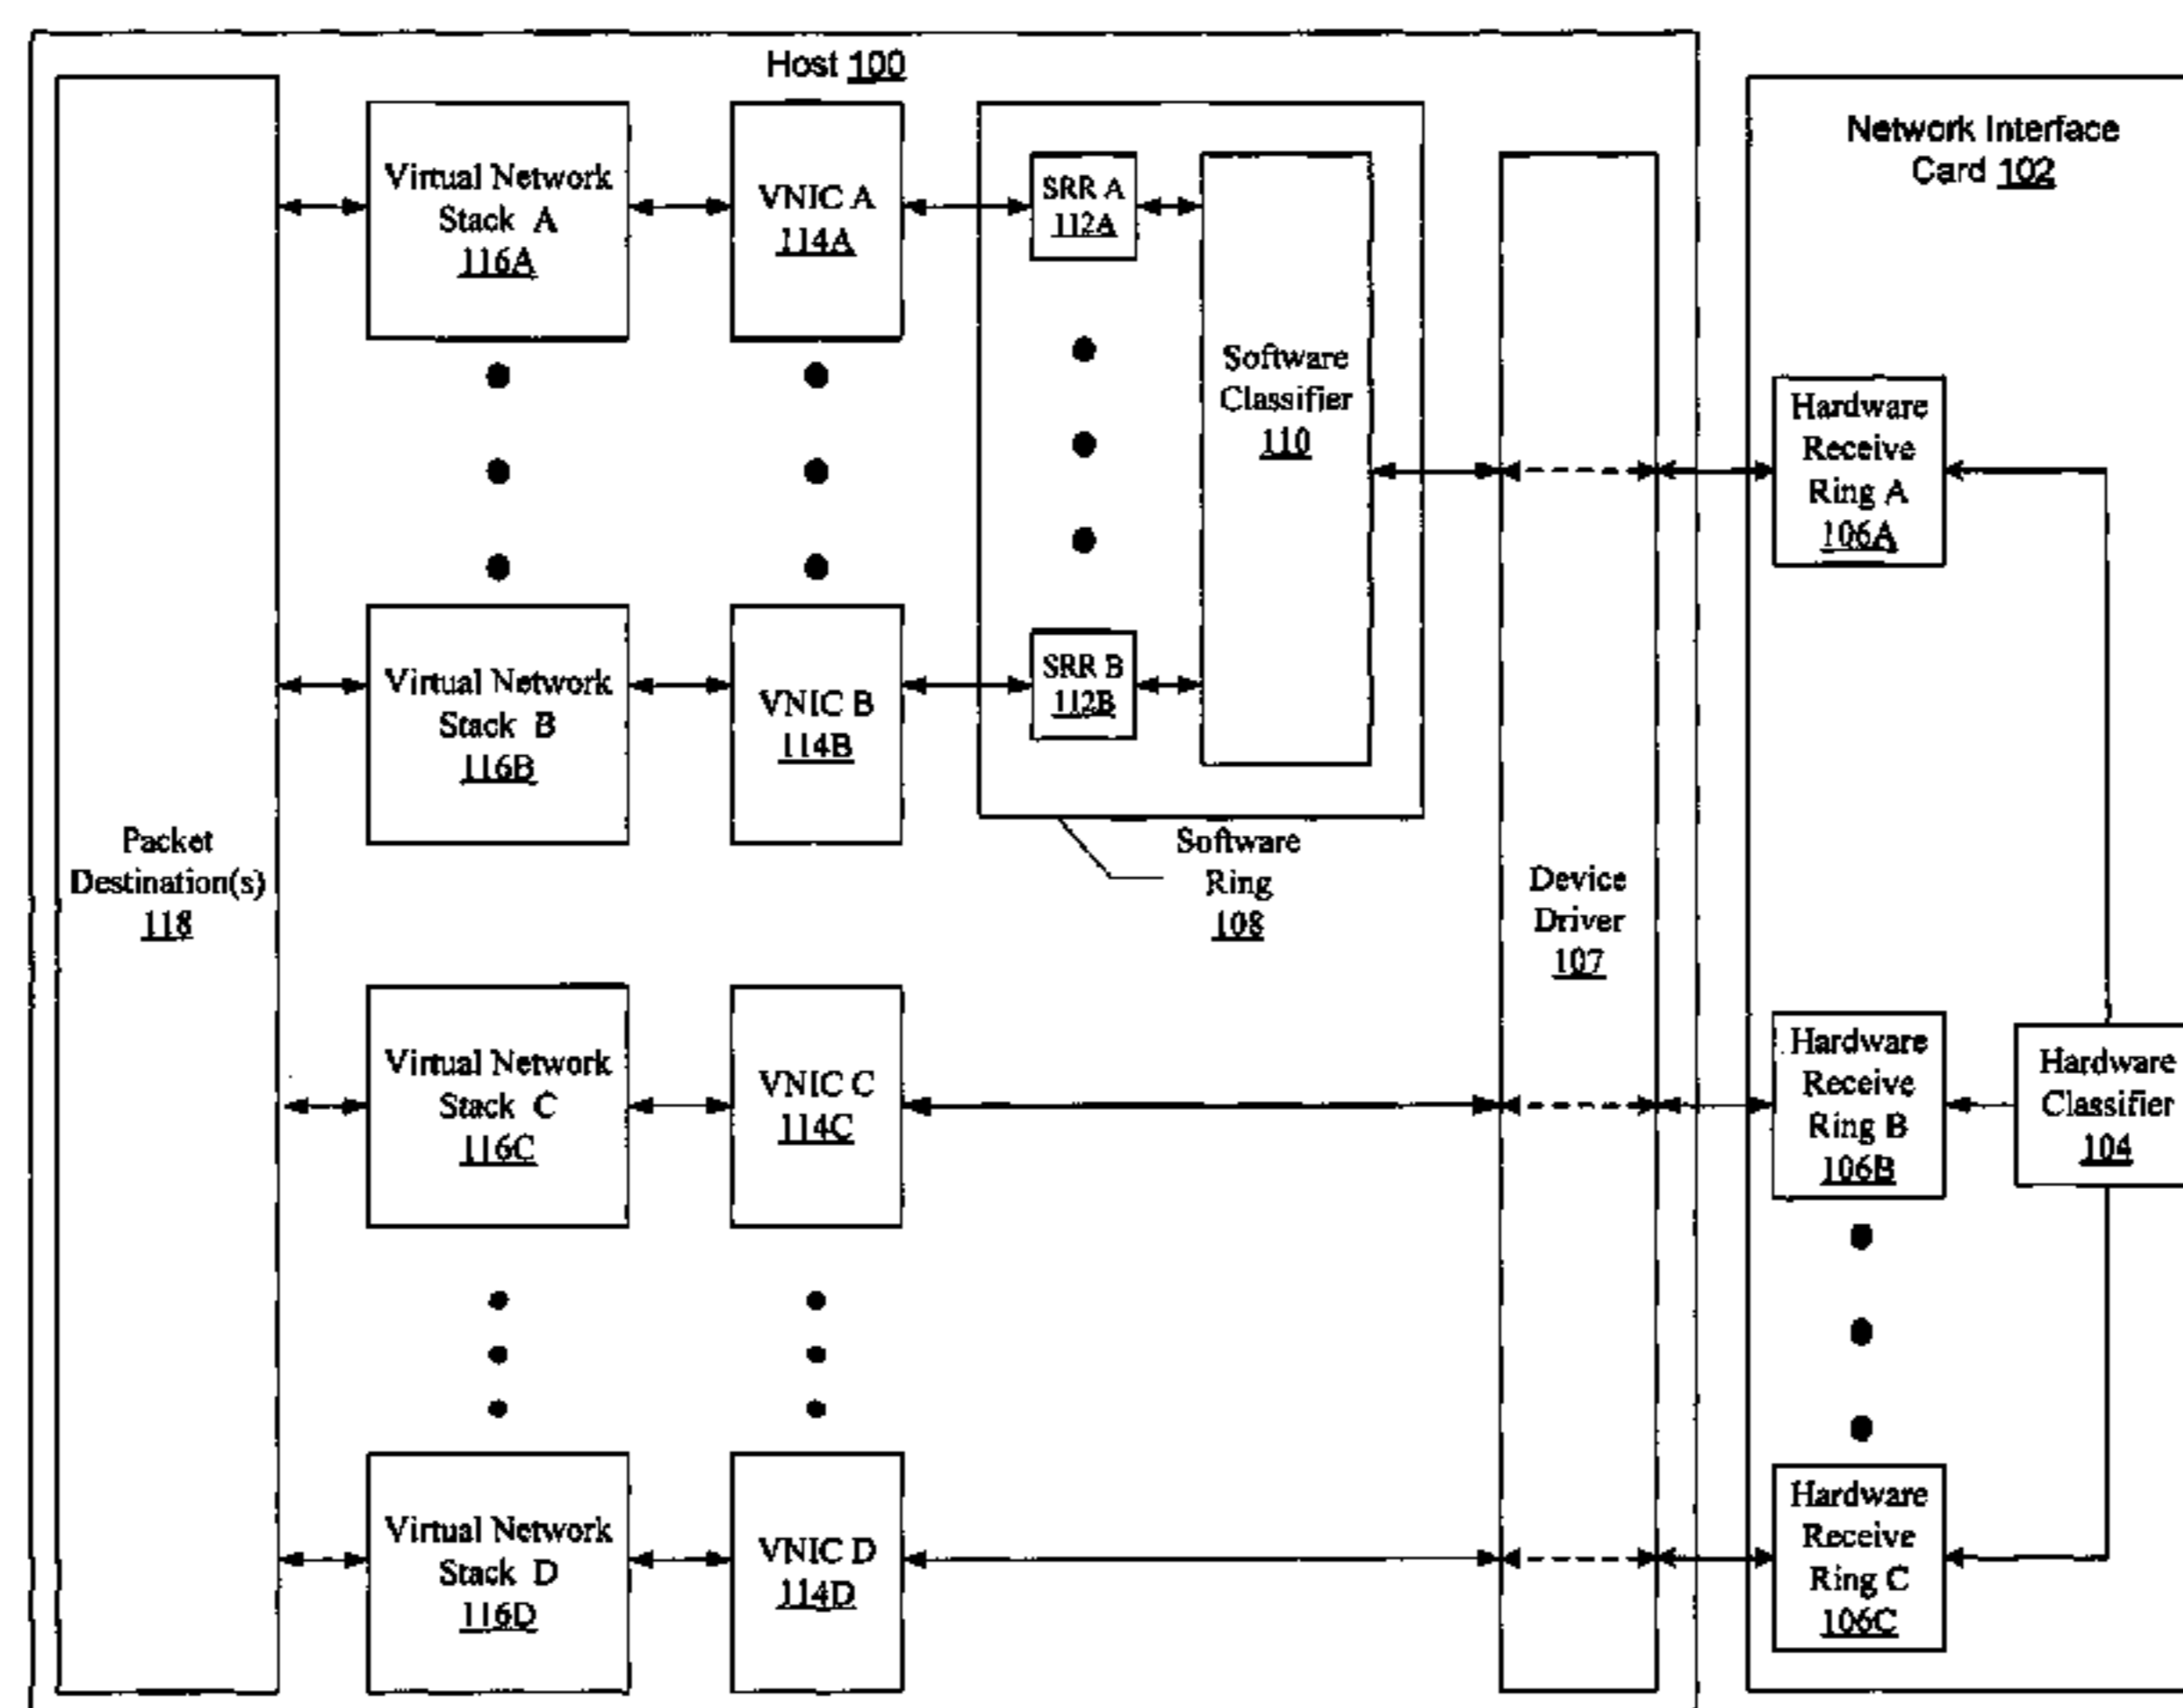 Host 100
Network Interface
Card 102
Virtual Network
Stack A
116A
VNIC A
114A
SRR A
112A
Software
Classifier
110
Hardware
Receive
Ring A
106A
Virtual Network
Stack B
116B
VNIC B
114B
SRR B
112B
Software
Ring
108
Packet
Destination(s)
118
Device
Driver
107
Virtual Network
Stack C
116C
VNIC C
114C
Hardware
Receive
Ring B
106B
Hardware
Classifier
104
Virtual Network
Stack D
116D
VNIC D
114D
Hardware
Receive
Ring C
106C